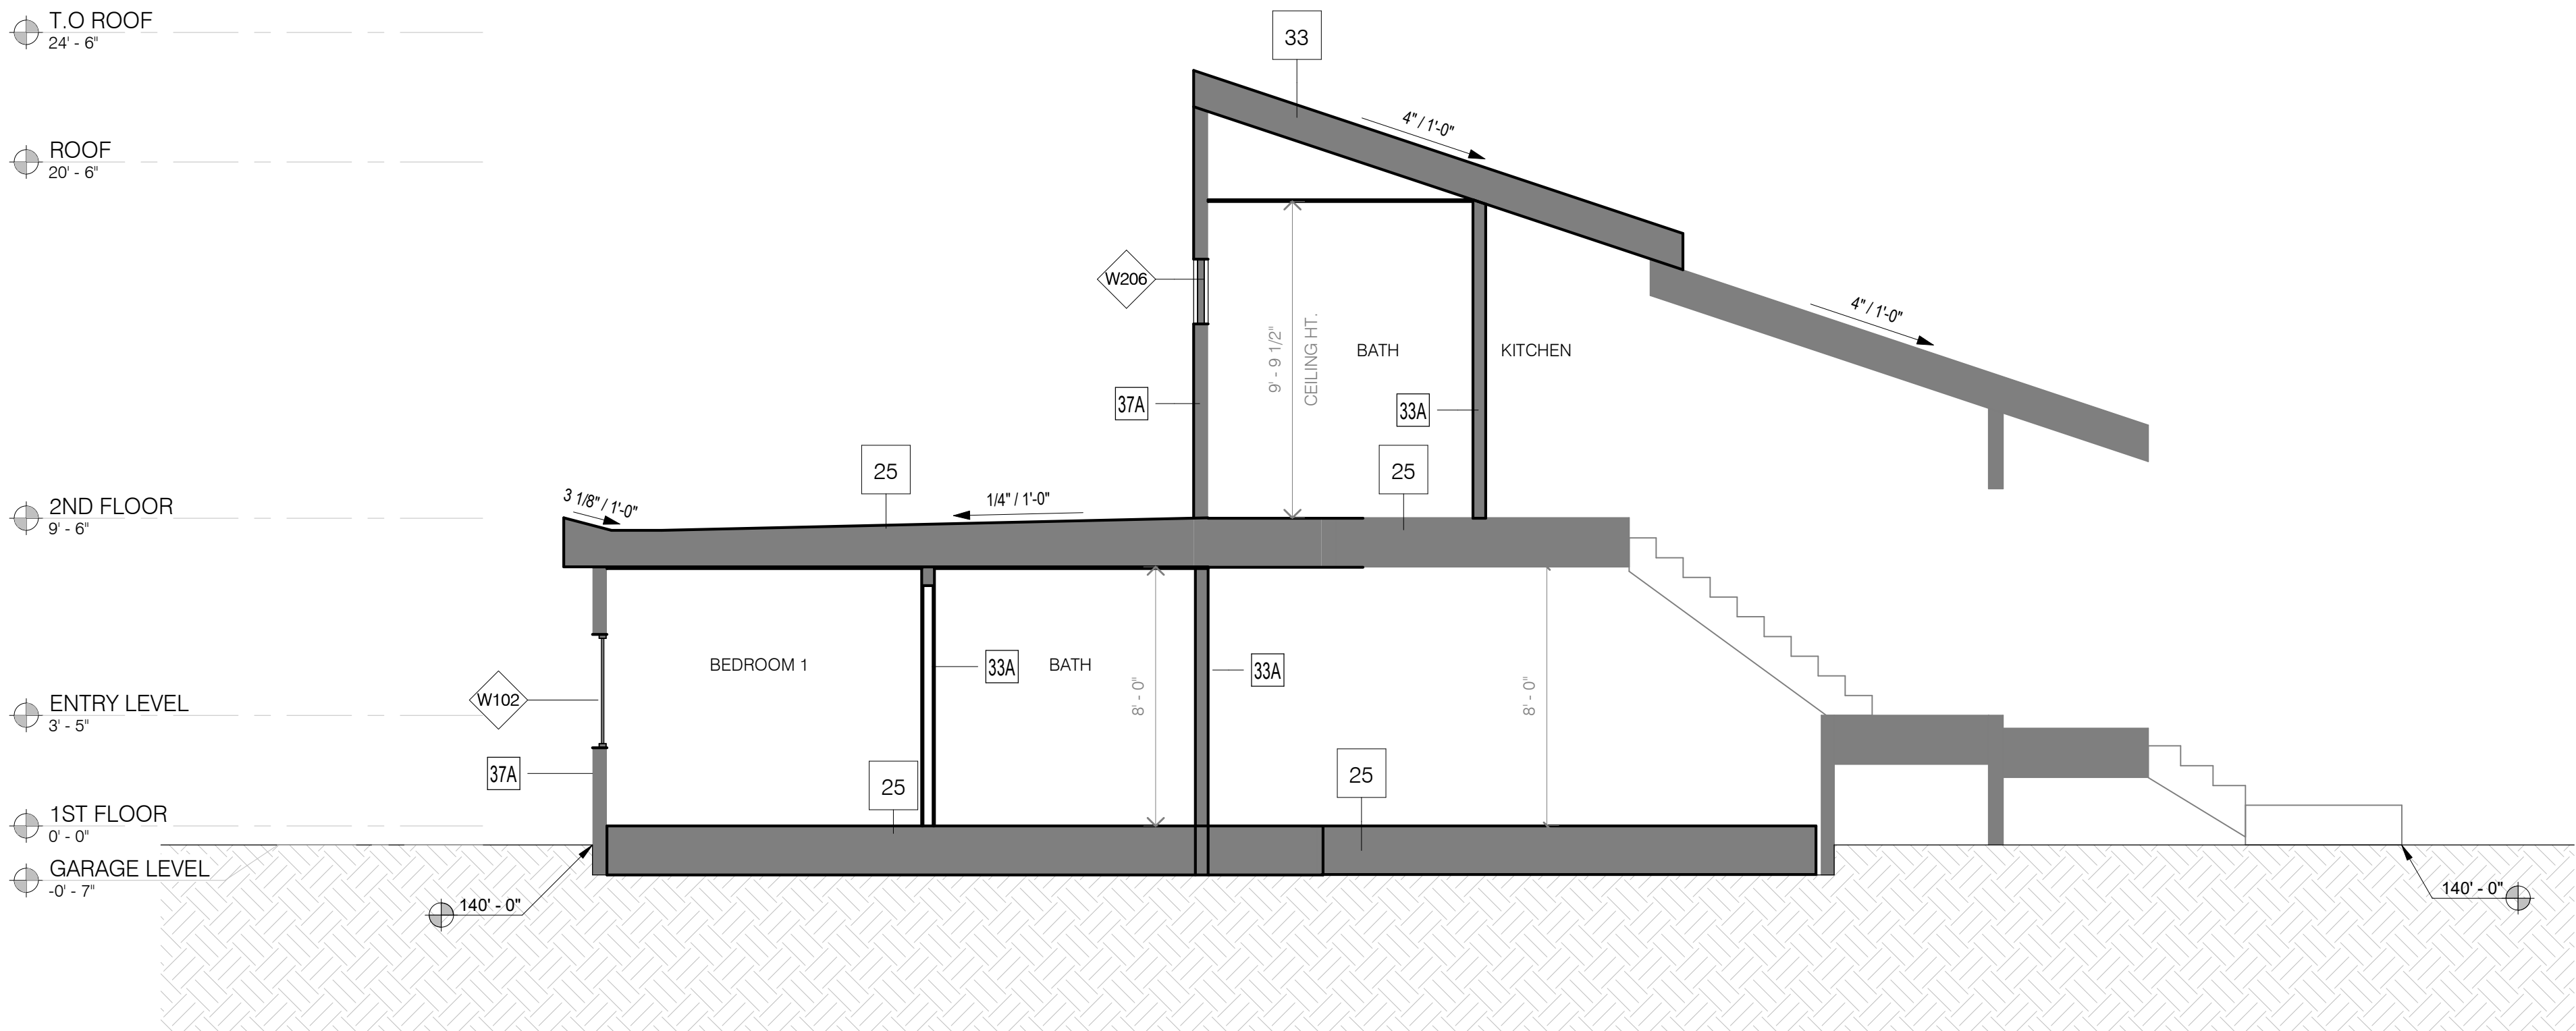 T.O ROOF
24' - 6"
33
4" / 1'-0"
ROOF
20' - 6"
W206
4" / 1'-0"
9' - 9 1/2"
CEILING HT.
BATH
KITCHEN
37A
33A
25
25
3 1/8" / 1'-0"
1/4" / 1'-0"
2ND FLOOR
9' - 6"
BEDROOM 1
33A
BATH
33A
8' - 0"
8' - 0"
W102
ENTRY LEVEL
3' - 5"
37A
25
25
1ST FLOOR
0' - 0"
GARAGE LEVEL
-0' - 7"
140' - 0"
140' - 0"